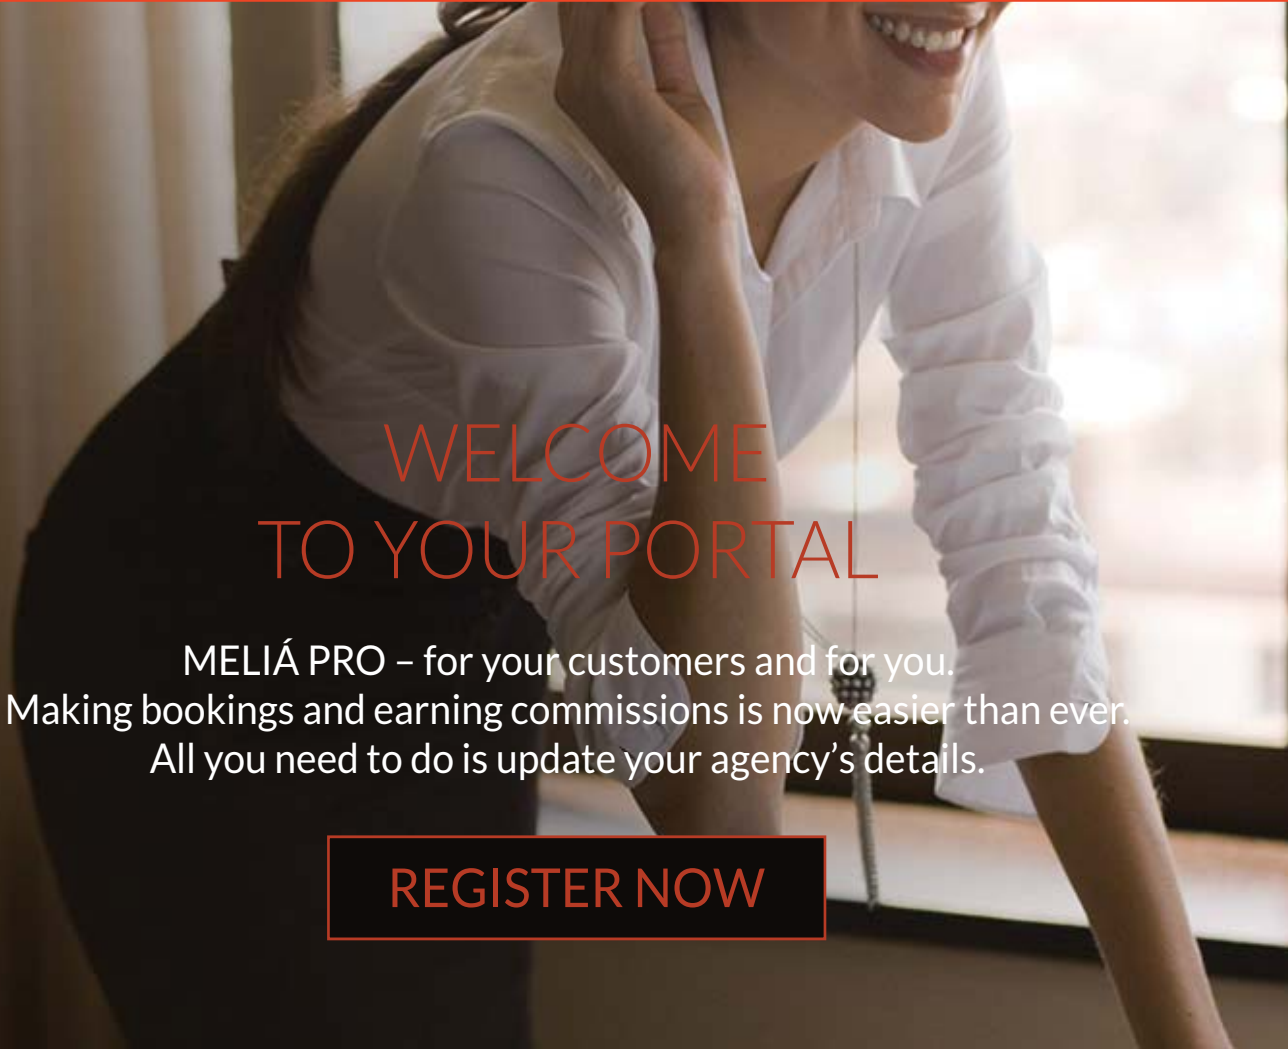 WELCOME
TO YOUR PORTAL
MELIÁ PRO – for your customers and for you.
Making bookings and earning commissions is now easier than ever.
All you need to do is update your agency’s details.
REGISTER NOW